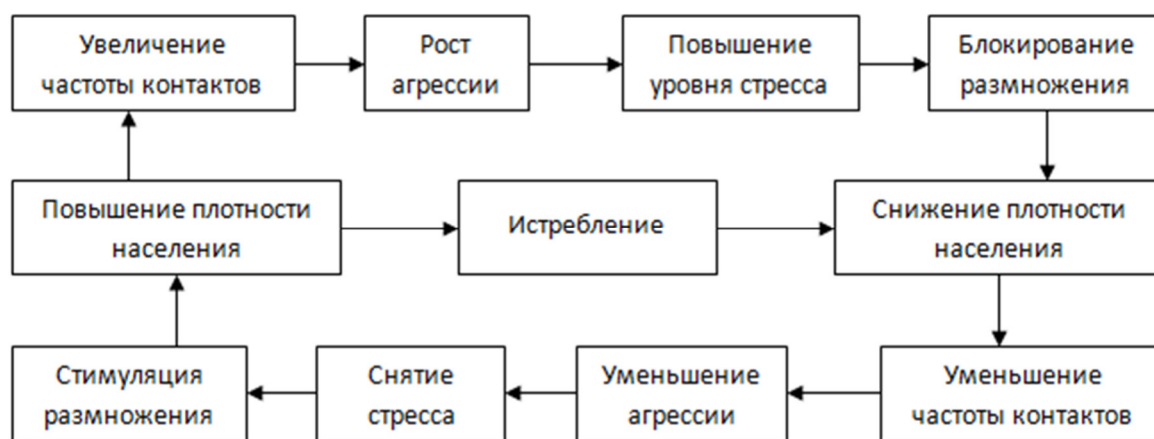 Увеличение
частоты контактов
Рост
агрессии
Повышение
уровня стресса
Блокирование
размножения
Повышение плотности
населения
Истребление
Снижение плотности
населения
Стимуляция
размножения
Снятие
стресса
Уменьшение
агрессии
Уменьшение
частоты контактов